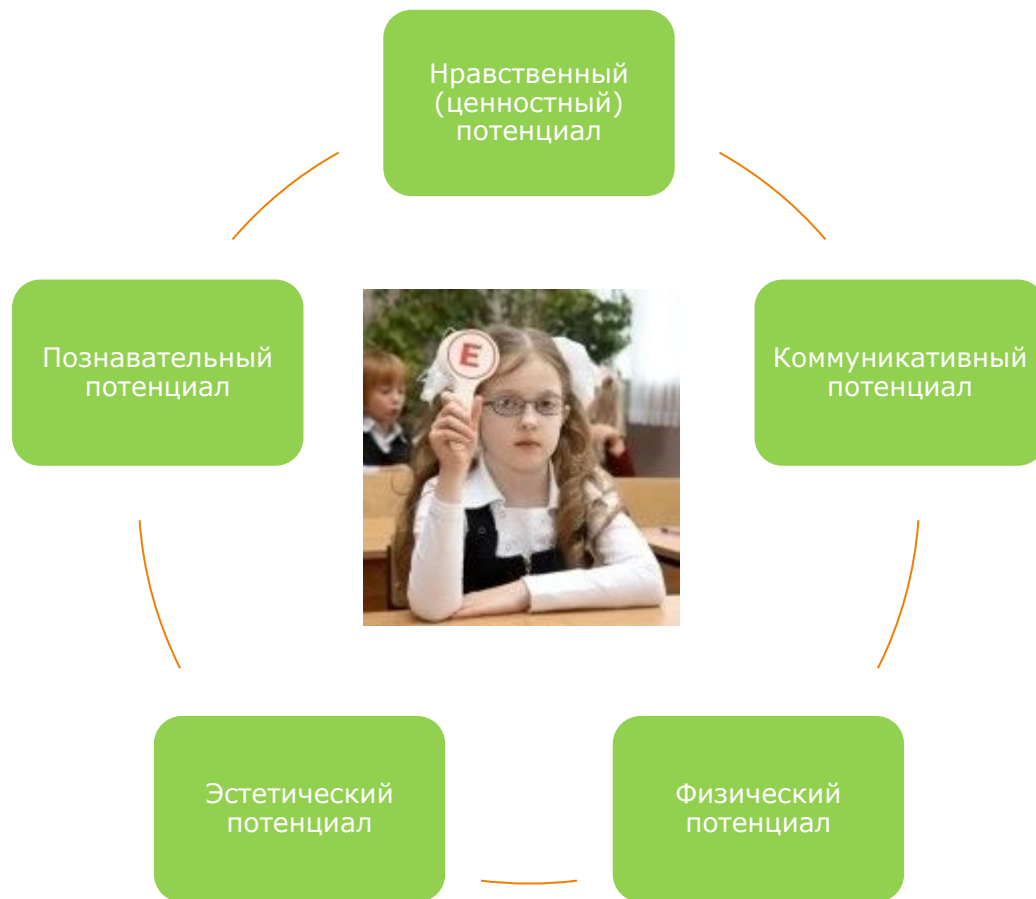 Нравственный
(ценностный)
потенциал
Познавательный
потенциал
Е
Коммуникативный
потенциал
Эстетический
потенциал
Физический
потенциал